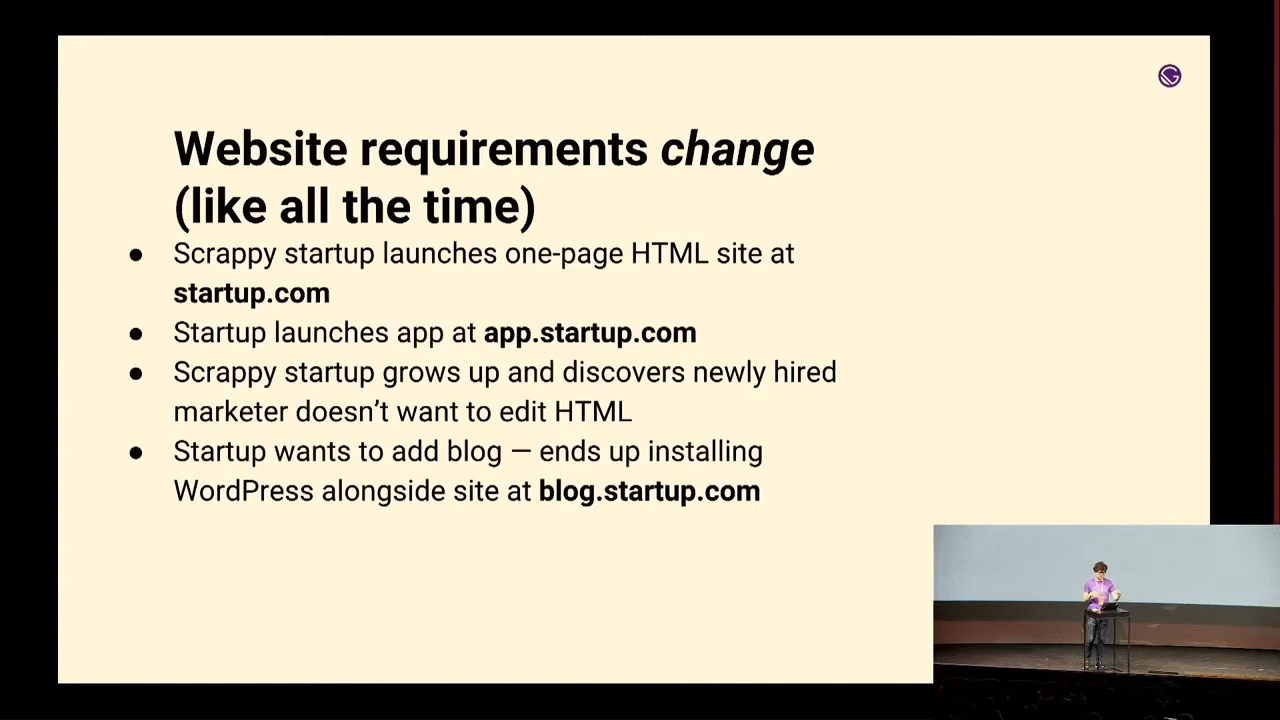 Website requirements change
(like all the time)
● Scrappy startup launches one-page HTML site at
startup.com
● Startup launches app at app.startup.com
● Scrappy startup grows up and discovers newly hired
marketer doesn’t want to edit HTML
● Startup wants to add blog — ends up installing
WordPress alongside site at blog.startup.com